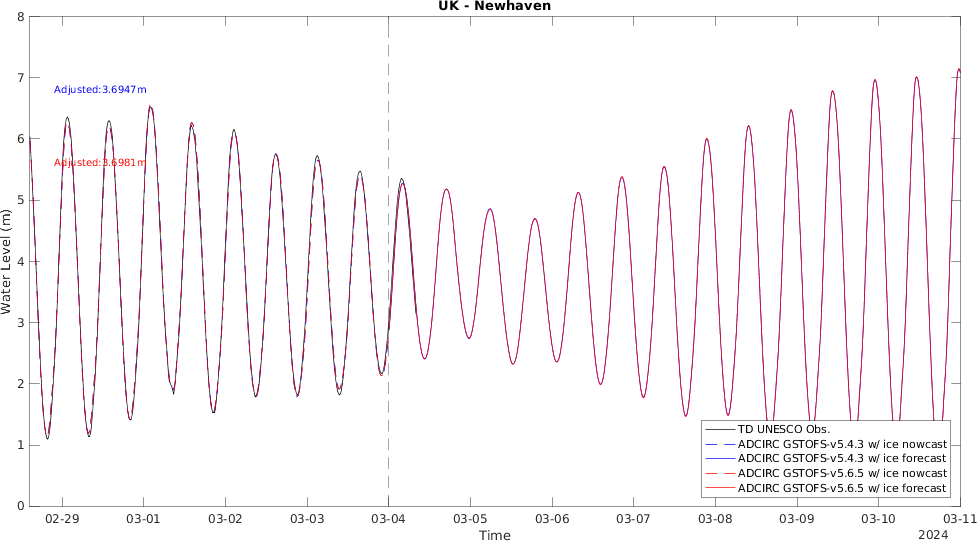 UK - Newhaven
8
7
6
5
4
3
2
1
0
Water Level (m)
Adjusted:3.6947m
Adjusted:3.6981m
TD UNESCO Obs.
ADCIRC GSTOFS-v5.4.3 w/ ice nowcast
ADCIRC GSTOFS-v5.4.3 w/ ice forecast
ADCIRC GSTOFS-v5.6.5 w/ ice nowcast
ADCIRC GSTOFS-v5.6.5 w/ ice forecast
02-29 03-01 03-02 03-03 03-04 03-05 03-06 03-07 03-08 03-09 03-10 03-11
Time
2024